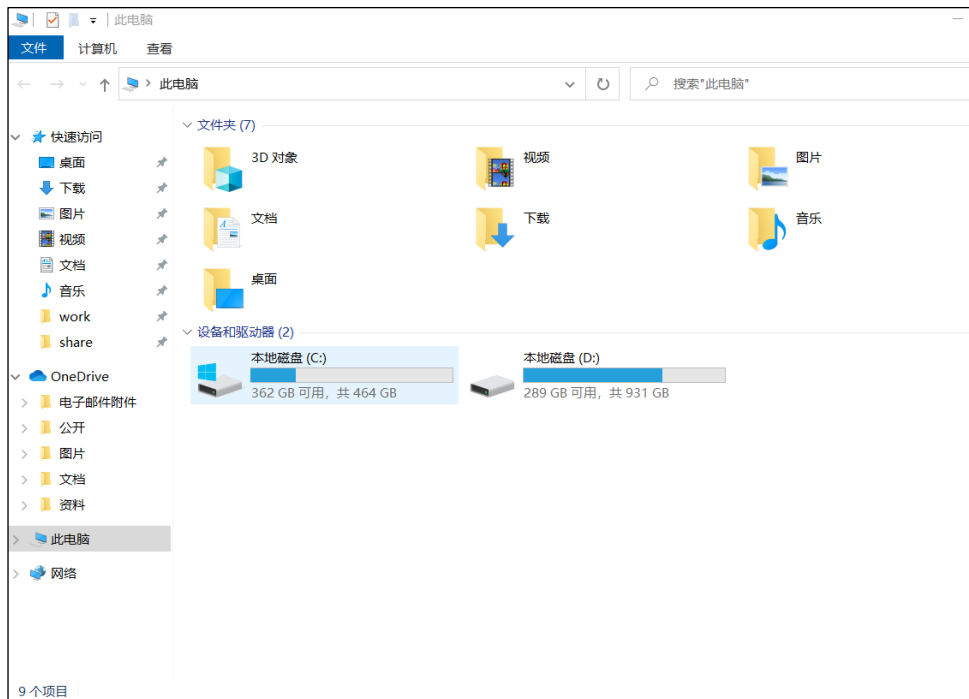 此电脑
文件 计算机 查看
此电脑 搜索"此电脑"
快速访问
桌面
下载
图片
视频
文档
音乐
work
share
OneDrive
电子邮件附件
公开
图片
文档
资料
此电脑
网络
文件夹 (7)
3D 对象 视频 图片
文档 下载 音乐
桌面
设备和驱动器 (2)
本地磁盘 (C:)
362 GB 可用，共 464 GB
本地磁盘 (D:)
289 GB 可用，共 931 GB
9 个项目